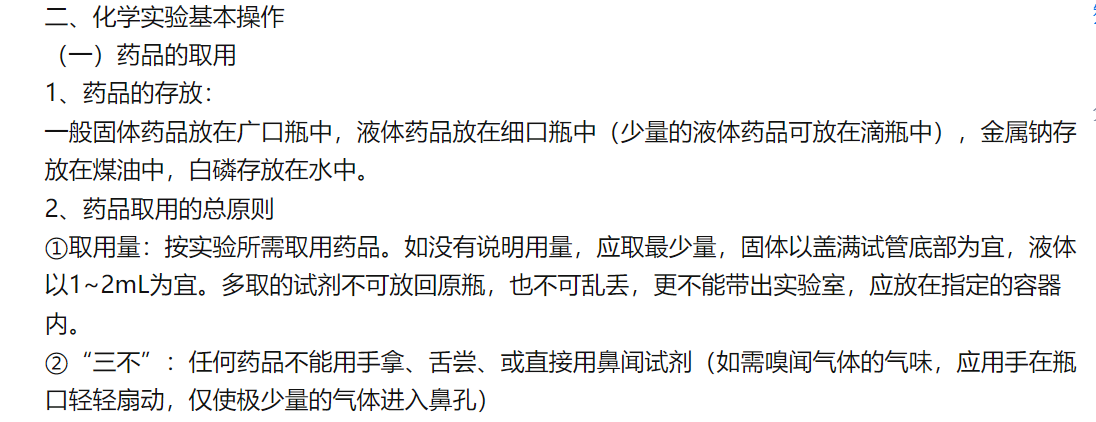 二、化学实验基本操作
（一）药品的取用
1、药品的存放：
一般固体药品放在广口瓶中，液体药品放在细口瓶中（少量的液体药品可放在滴瓶中），金属钠存
放在煤油中，白磷存放在水中。
2、药品取用的总原则
①取用量：按实验所需取用药品。如没有说明用量，应取最少量，固体以盖满试管底部为宜，液体
以1~2mL为宜。多取的试剂不可放回原瓶，也不可乱丢，更不能带出实验室，应放在指定的容器
内。
②“三不”：任何药品不能用手拿、舌尝、或直接用鼻闻试剂（如需嗅闻气体的气味，应用手在瓶
口轻轻扇动，仅使极少量的气体进入鼻孔）